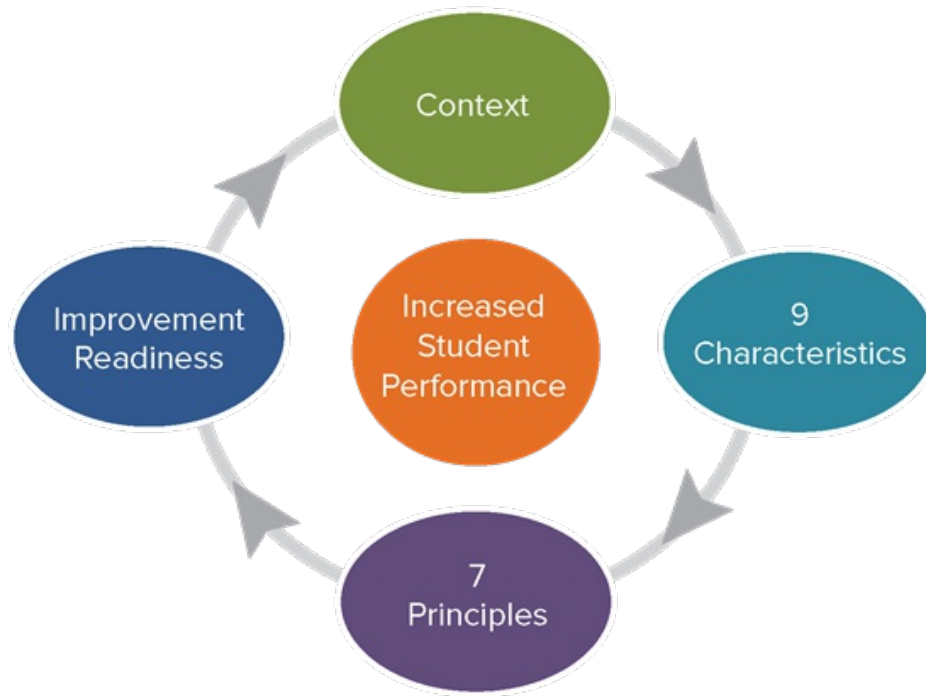 Context
9
Characteristics
Increased
Student
Performance
Improvement
Readiness
7
Principles